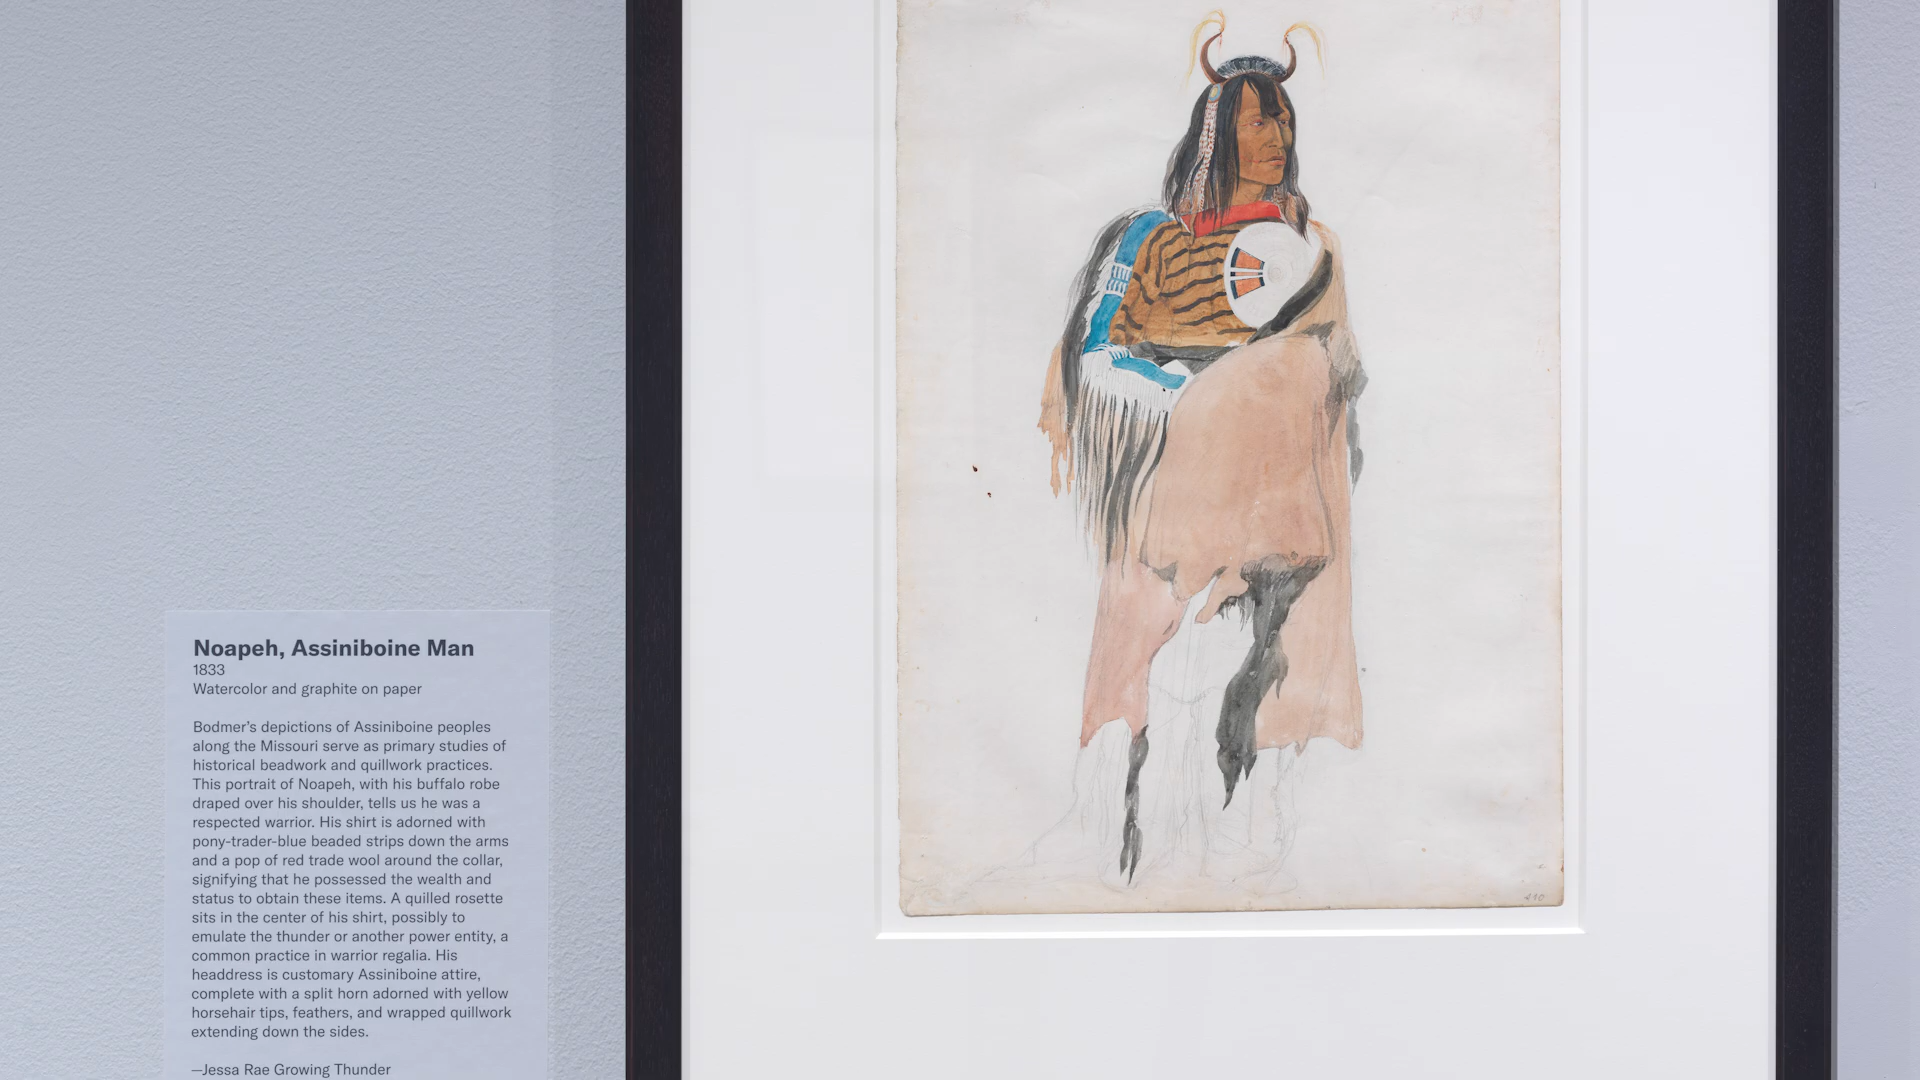 Noapeh, Assiniboine Man
1833
Watercolor and graphite on paper
Bodmer's depictions of Assiniboine peoples
along the Missouri serve as primary studies of
historical beadwork and quillwork practices.
This portrait of Noapeh, with his buffalo robe
draped over his shoulder, tells us he was a
respected warrior. His shirt is adorned with
pony-trader-blue beaded strips down the arms
and a pop of red trade wool around the collar,
signifying that he possessed the wealth and
status to obtain these items. A quilled rosette
sits in the center of his shirt, possibly to
emulate the thunder or another power entity, a
common practice in warrior regalia. His
headdress is customary Assiniboine attire,
complete with a split horn adorned with yellow
horsehair tips, feathers, and wrapped quillwork
extending down the sides.
—Jessa Rae Growing Thunder